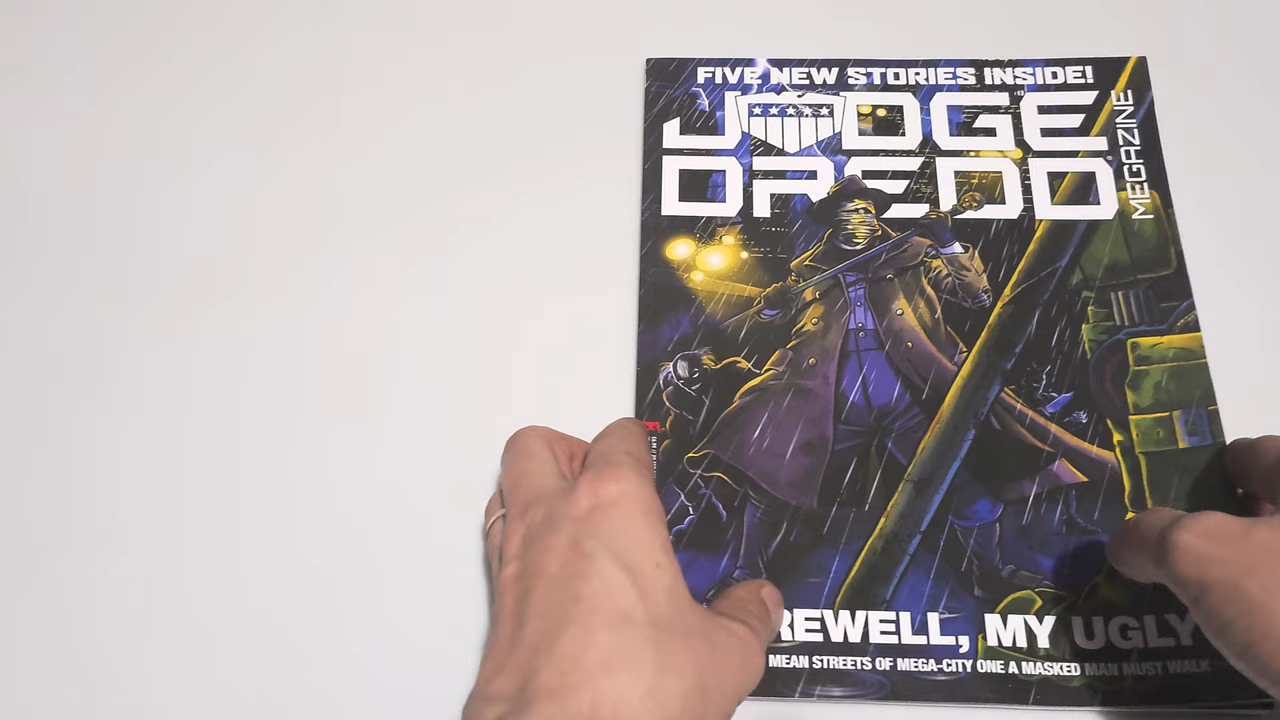 FIVE NEW STORIES INSIDE!
JUDGE
DREDD
MEGAZINE
REWELL, MY UGLY
MEAN STREETS OF MEGA-CITY ONE A MASKED MAN MUST WALK